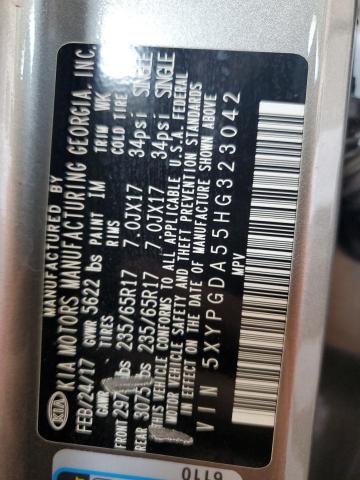 MANUFACTURED BY
KIA KIA MOTORS MANUFACTURING GEORGIA, INC.
FEB/24/17 GVWR 5622 lbs PAINT 1M TRIM WK
TIRES RIMS COLD TIRE
FRONT lbs 235/65R17 7.0JX17 34psi SINGLE
REAR 3075 lbs 235/65R17 7.0JX17 34psi SINGLE
THIS VEHICLE CONFORMS TO ALL APPLICABLE U.S.A. FEDERAL
MOTOR VEHICLE SAFETY AND THEFT PREVENTION STANDARDS
IN EFFECT ON THE DATE OF MANUFACTURE SHOWN ABOVE
VIN 5XYPGDA55HG323042
MPV
6110